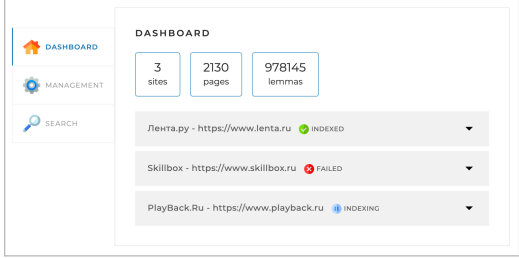 DASHBOARD
MANAGEMENT
SEARCH
DASHBOARD
3
sites
2130
pages
978145
lemmas
Лента.ру - https://www.lenta.ru INDEXED
Skillbox - https://www.skillbox.ru FAILED
PlayBack.Ru - https://www.playback.ru INDEXING